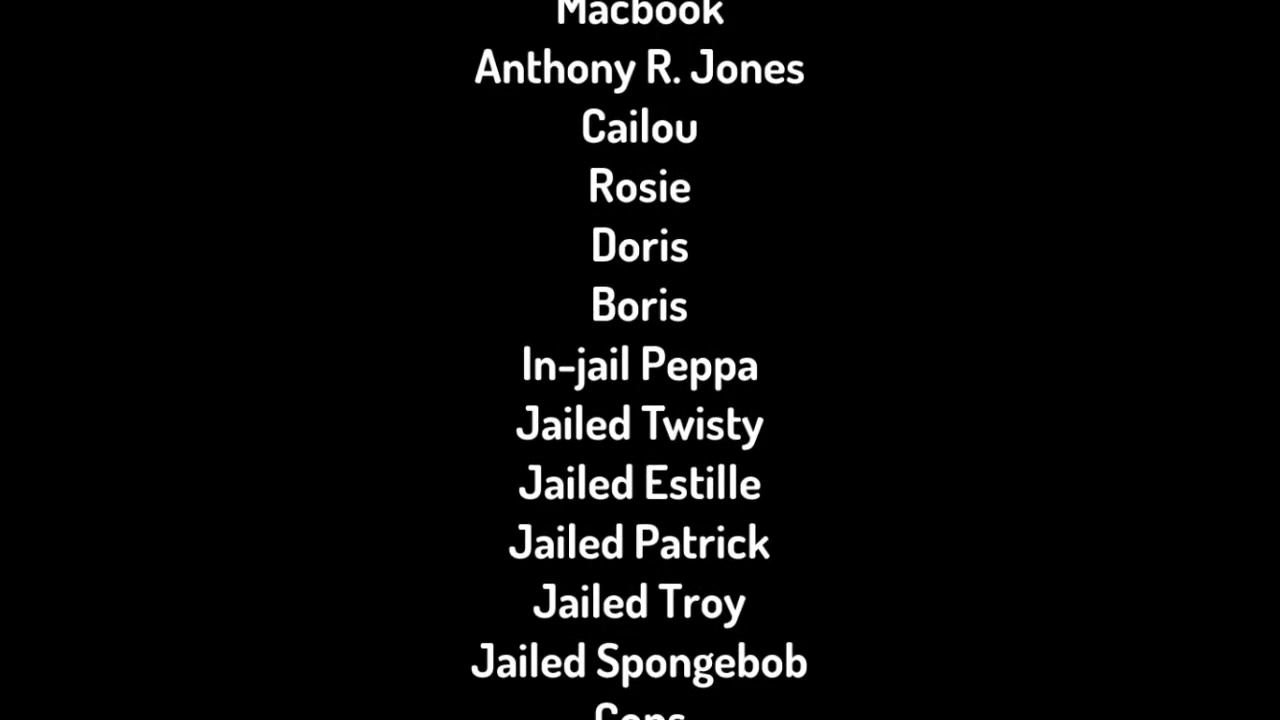 Macbook
Anthony R. Jones
Cailou
Rosie
Doris
Boris
In-jail Peppa
Jailed Twisty
Jailed Estille
Jailed Patrick
Jailed Troy
Jailed Spongebob